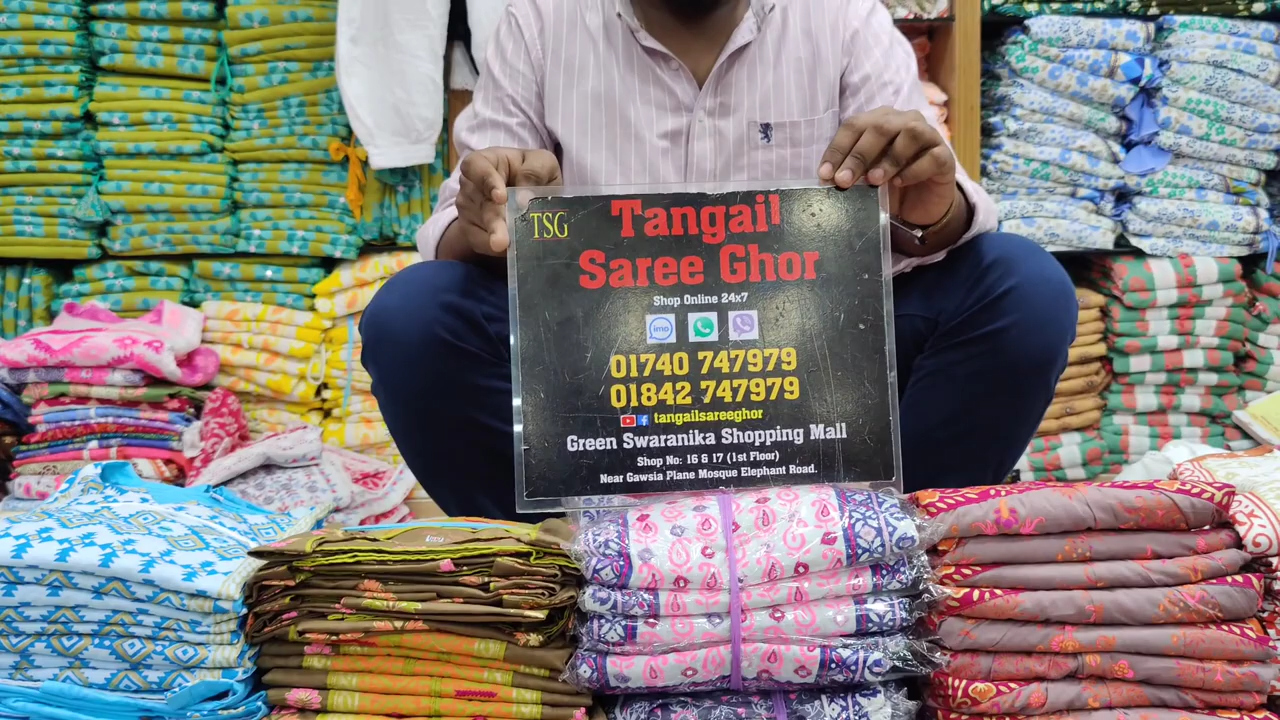 TSG
Tangail
Saree Ghor
Shop Online 24x7
imo
01740 747979
01842 747979
tangailsareeghor
Green Swaranika Shopping Mall
Shop No: 16 & 17 (1st Floor)
Near Gawsia Plane Mosque Elephant Road.